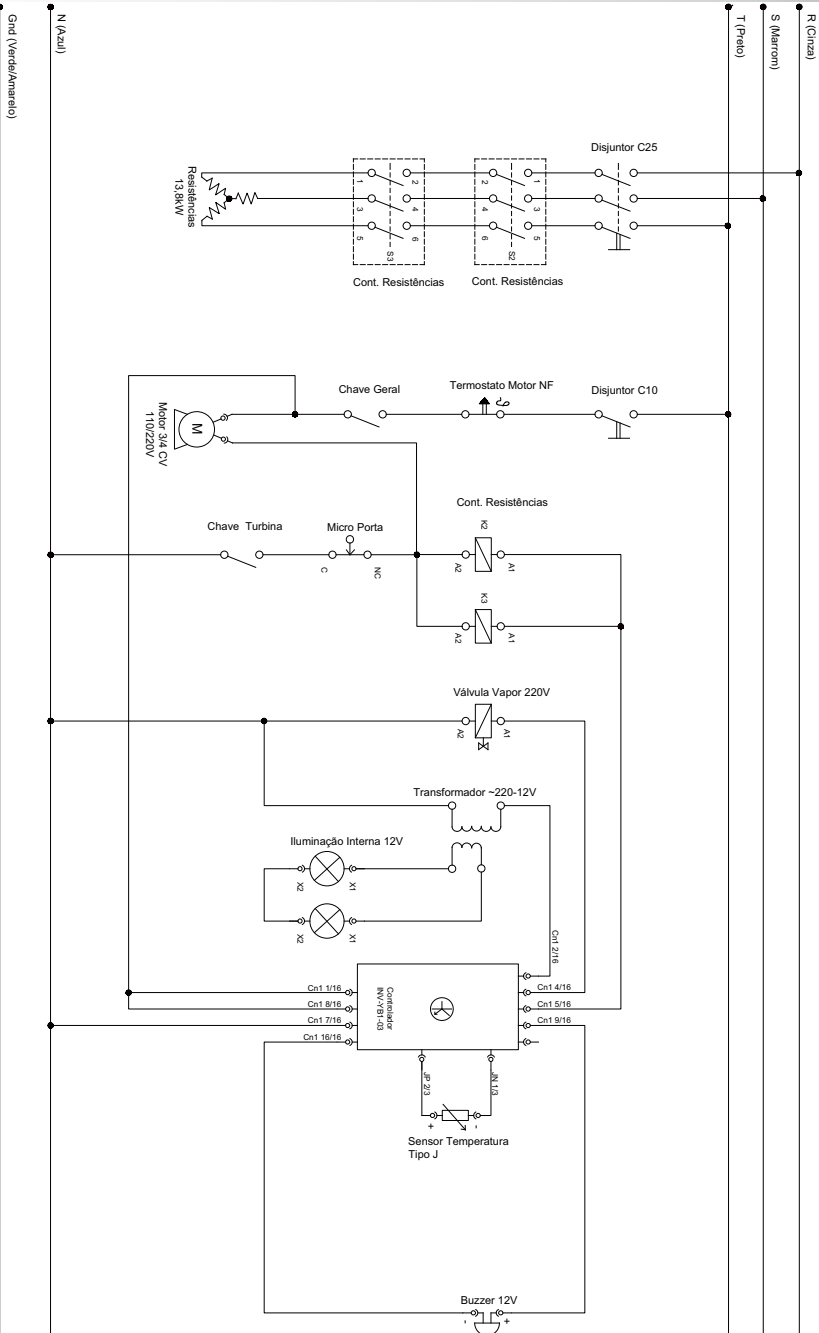 Gnd (Verde/Amarelo)
N (Azul)
T (Preto)
S (Marrom)
R (Cinza)
Disjuntor C25
Resistências
13,8kW
1
2
3
4
5
6
S3
2
1
4
3
6
5
S2
Cont. Resistências
Cont. Resistências
Chave Geral
Termostato Motor NF
Disjuntor C10
M
Motor 3/4 CV
110/220V
Cont. Resistências
Chave Turbina
Micro Porta
C
NC
K2
A2
A1
K3
A2
A1
Válvula Vapor 220V
A2
A1
Transformador ~220-12V
Iluminação Interna 12V
X2
X1
X2
X1
Cn1 2/16
Cn1 1/16
Cn1 8/16
Cn1 7/16
Cn1 16/16
Controlador
INV-YB1-03
Cn1 4/16
Cn1 5/16
Cn1 9/16
JP 2/3
JN 1/3
+
-
Sensor Temperatura
Tipo J
Buzzer 12V
-
+